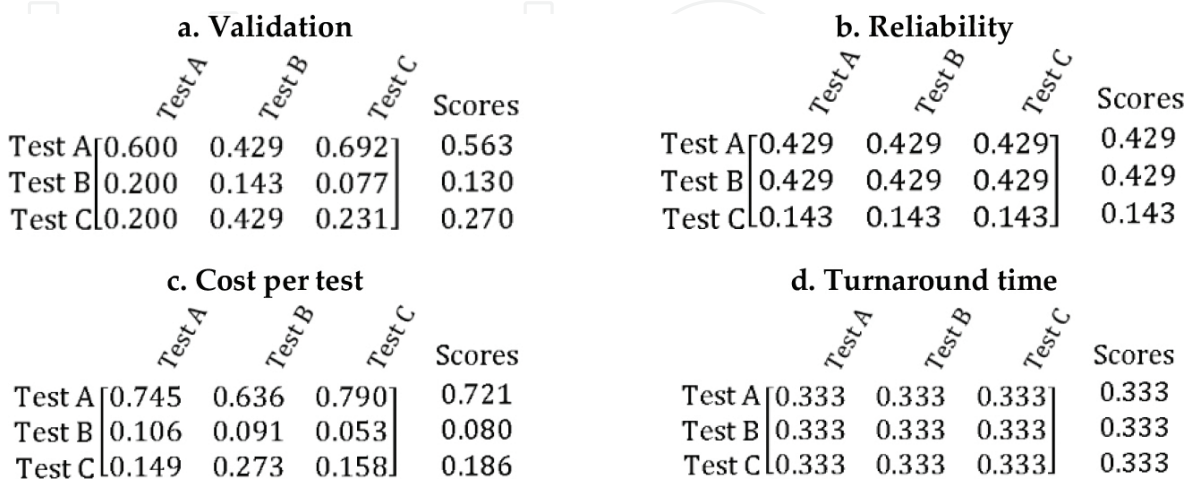 a. Validation
Test A Test B Test C Scores
Test A 0.600 0.429 0.692 0.563
Test B 0.200 0.143 0.077 0.130
Test C 0.200 0.429 0.231 0.270
b. Reliability
Test A Test B Test C Scores
Test A 0.429 0.429 0.429 0.429
Test B 0.429 0.429 0.429 0.429
Test C 0.143 0.143 0.143 0.143
c. Cost per test
Test A Test B Test C Scores
Test A 0.745 0.636 0.790 0.721
Test B 0.106 0.091 0.053 0.080
Test C 0.149 0.273 0.158 0.186
d. Turnaround time
Test A Test B Test C Scores
Test A 0.333 0.333 0.333 0.333
Test B 0.333 0.333 0.333 0.333
Test C 0.333 0.333 0.333 0.333